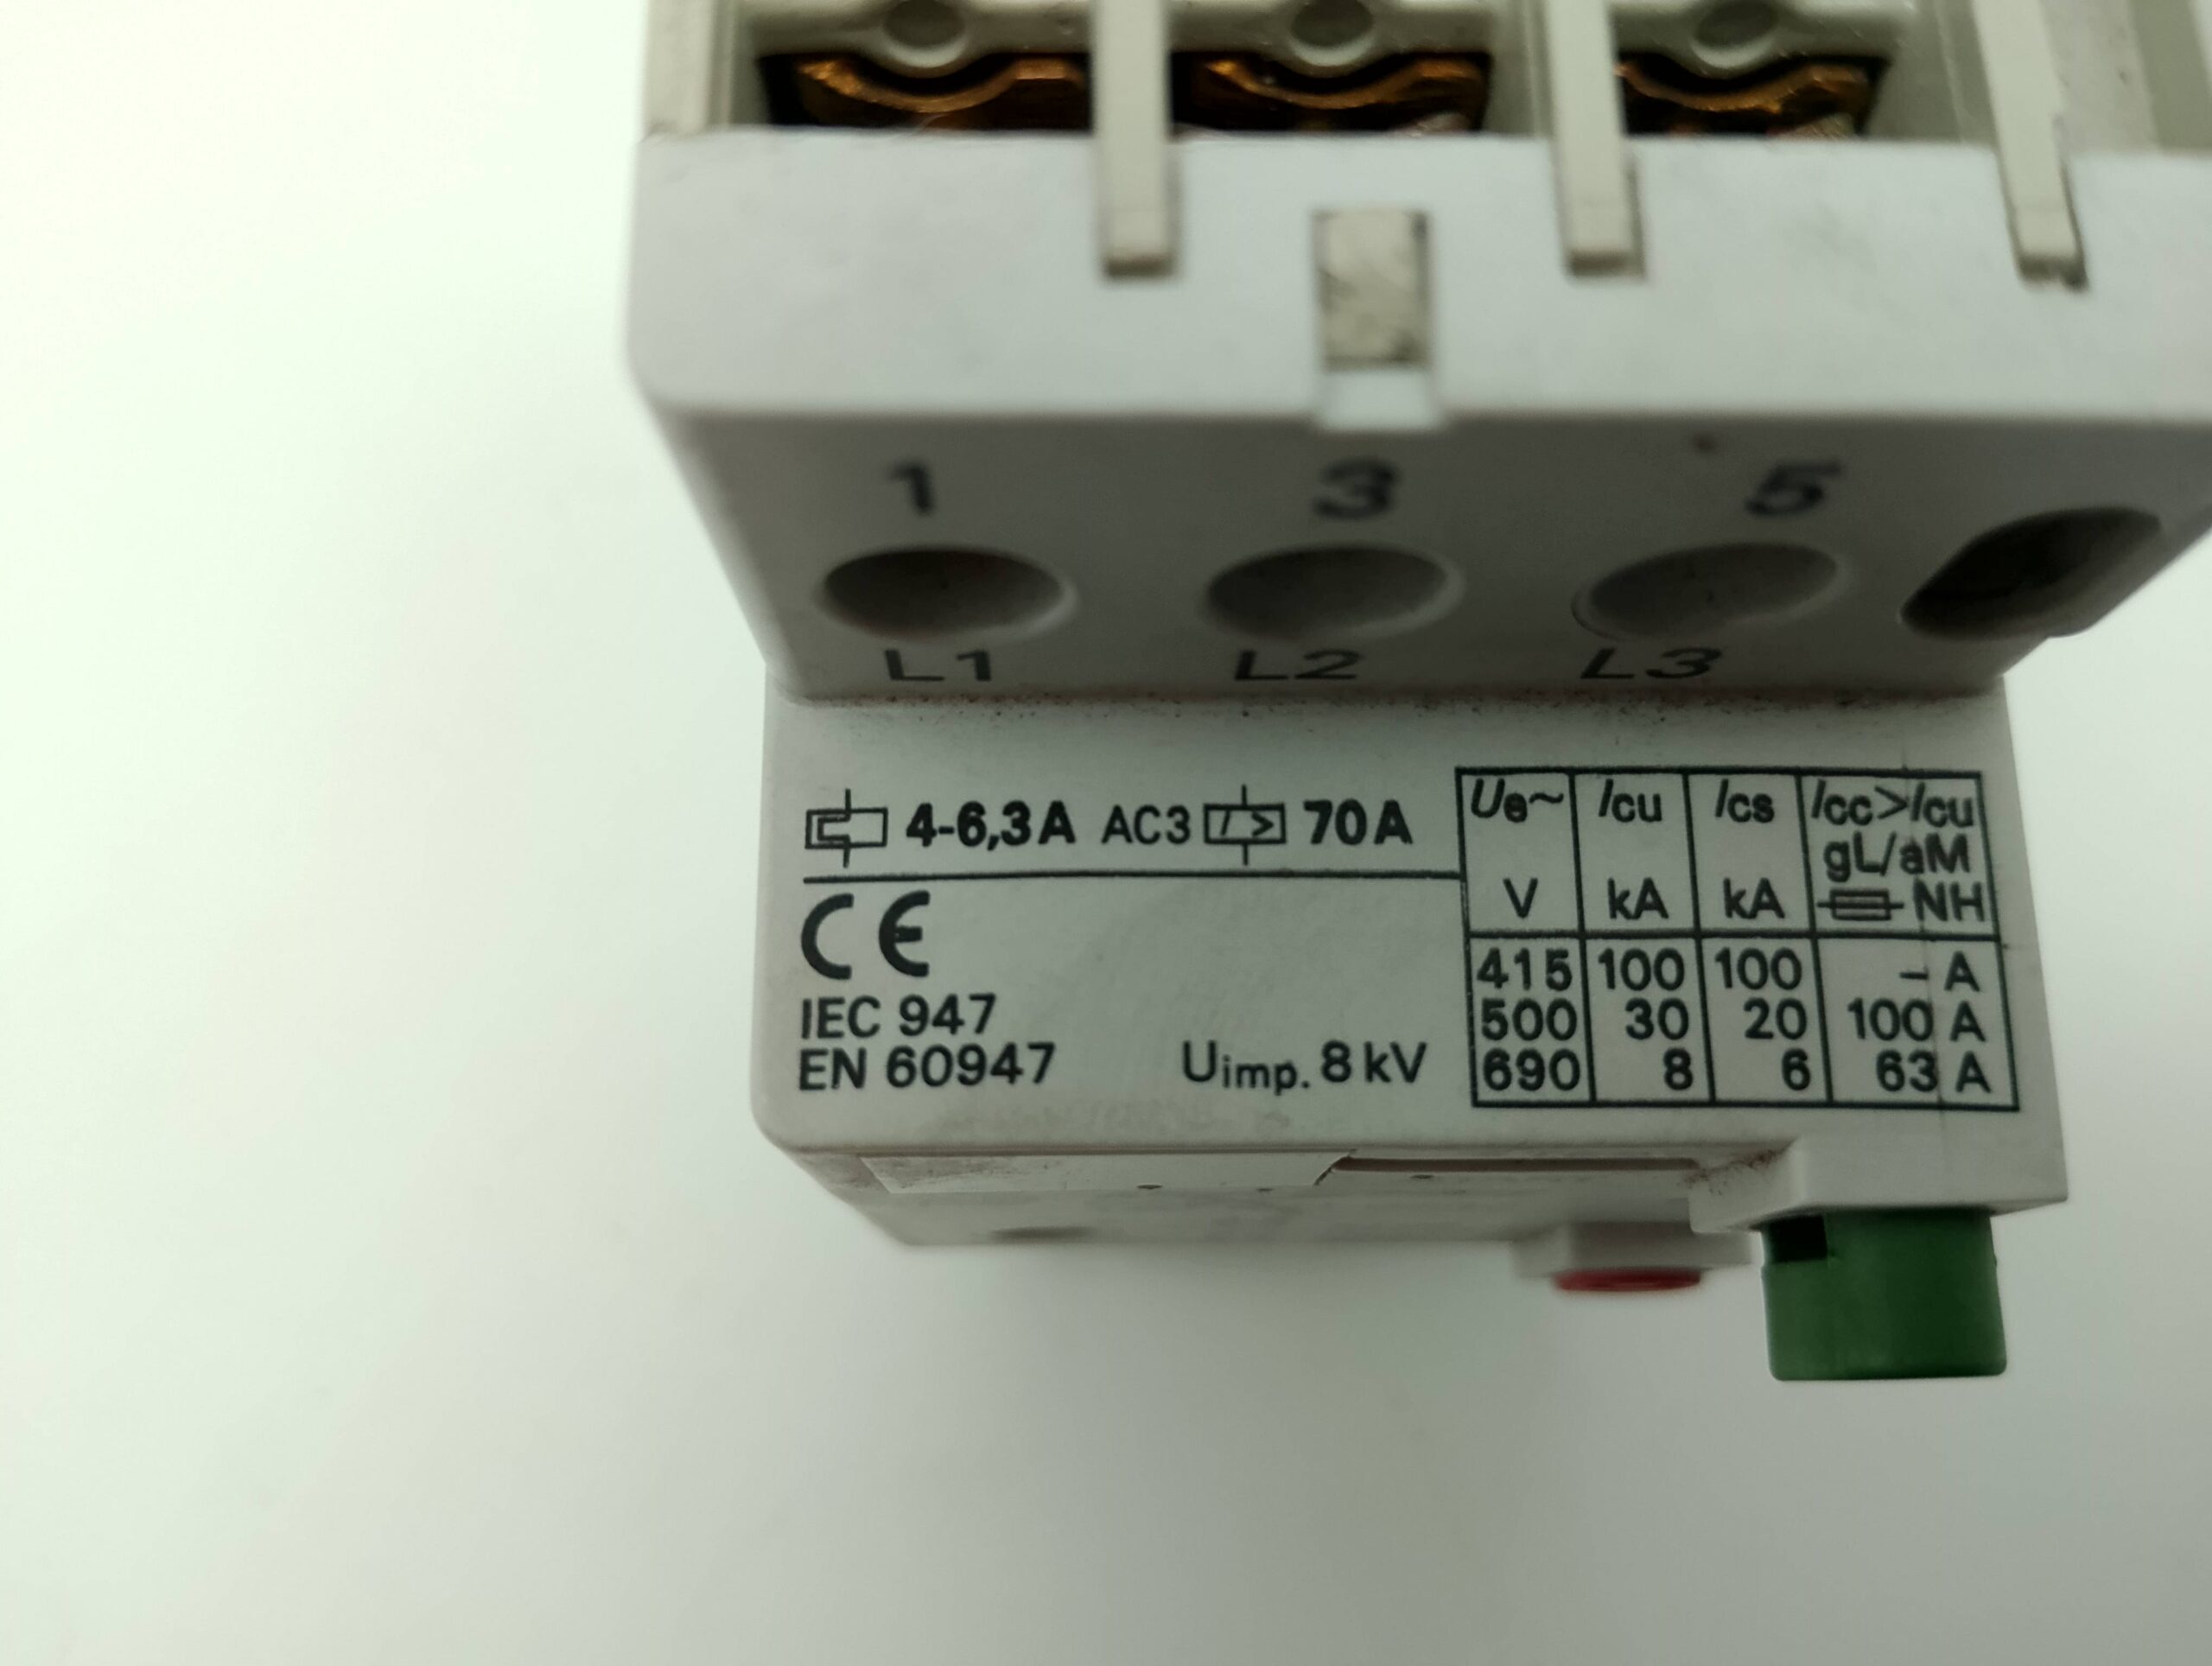 1 3 5
L1 L2 L3
4-6,3A AC3 70A
CE
IEC 947
EN 60947 Uimp. 8 kV
Ue~ Icu Ics Icc>Icu
gL/aM
V kA kA NH
415 100 100 – A
500 30 20 100 A
690 8 6 63 A